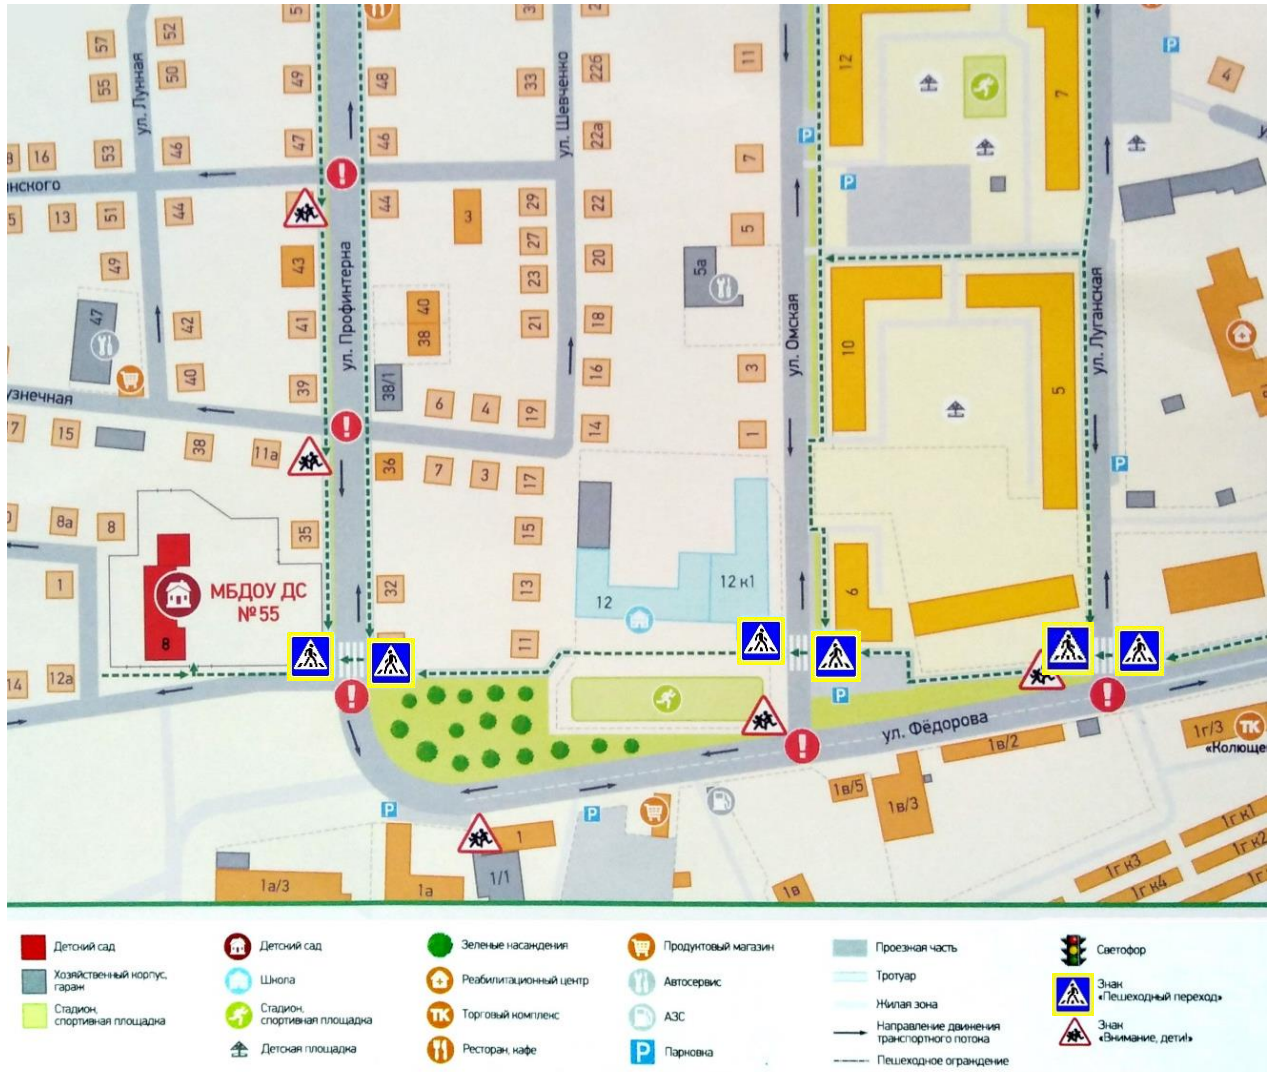 57
52
5
49
48
33
22б
11
12
7
4
55
50
ул. Лунная
ул. Шевченко
53
46
47
46
22а
7
16
нского
13
51
44
44
3
29
22
5
27
49
43
23
20
5а
47
42
41
ул. Профинтерна
40
38
21
18
ул. Омская
10
ул. Луганская
5
40
39
38/1
16
3
узнечная
6
4
19
14
1
15
38
11а
36
7
3
17
8а
8
35
15
1
МБДОУ ДС
№55
32
13
12
12 к1
6
8
11
14
12а
ул. Фёдорова
1в/2
1г/3
ТК
«Колюще
1в/5
1в/3
1
1г к1
1г к2
1г к3
1г к4
1г
1а/3
1а
1/1
1в
Детский сад
Хозяйственный корпус,
гараж
Стадион,
спортивная площадка
Детский сад
Школа
Стадион,
спортивная площадка
Детская площадка
Зеленые насаждения
Реабилитационный центр
ТК
Торговый комплекс
Ресторан, кафе
Продуктовый магазин
Автосервис
АЗС
P
Парковка
Проезжая часть
Тротуар
Жилая зона
Направление движения
транспортного потока
Пешеходное ограждение
Светофор
Знак
«Пешеходный переход»
Знак
«Внимание, дети!»